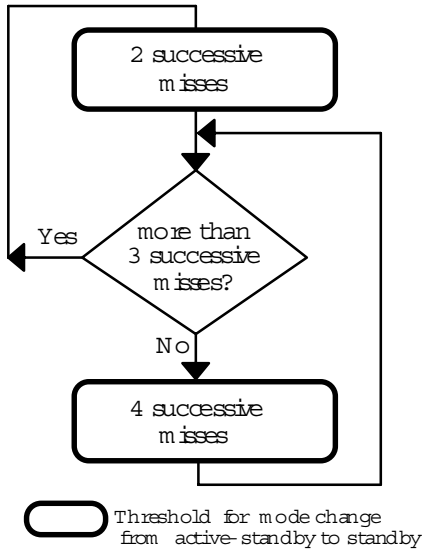 2 successive
misses
Yes
more than
3 successive
misses?
No
4 successive
misses
Threshold for mode change
from active-standby to standby